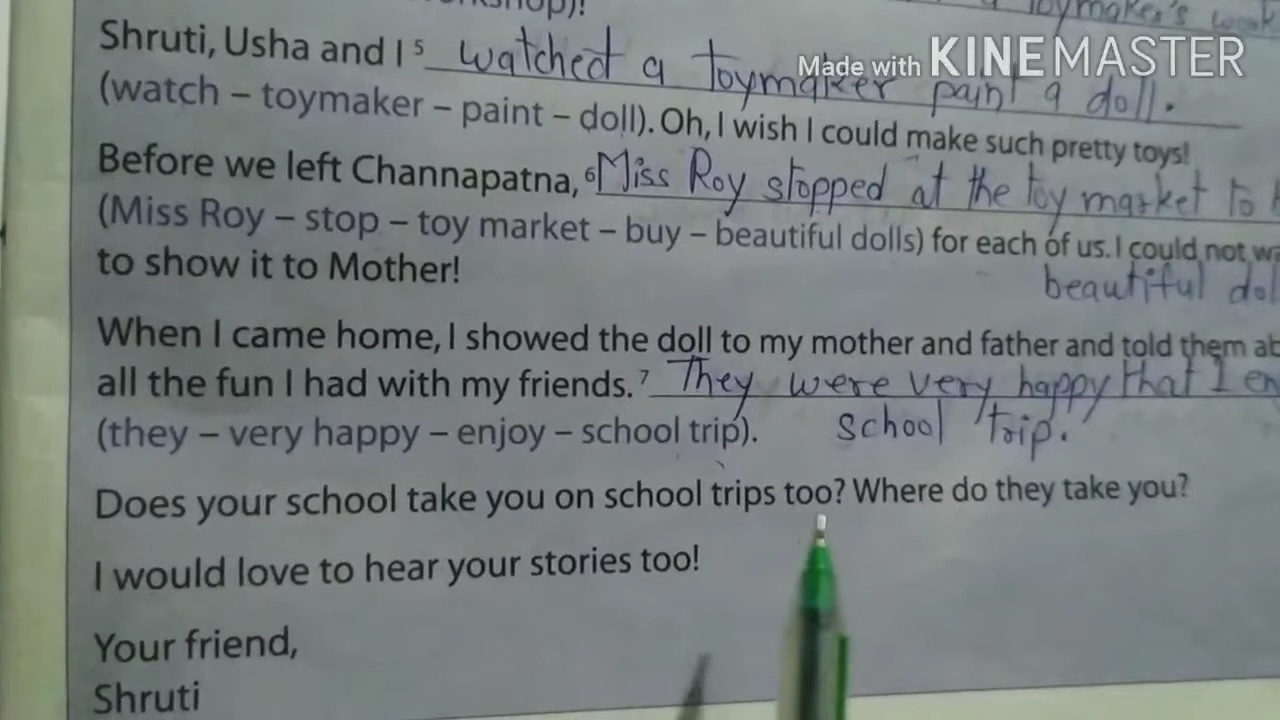 toymaker's
Made with KINEMASTER
Shruti, Usha and I 5 watched a toymaker paint a doll.
(watch – toymaker – paint – doll). Oh, I wish I could make such pretty toys!
Before we left Channapatna, 6 Miss Roy stopped at the toy market to
(Miss Roy – stop – toy market – buy – beautiful dolls) for each of us. I could not
beautiful
to show it to Mother!
When I came home, I showed the doll to my mother and father and told them
all the fun I had with my friends. 7 They were very happy that I
(they – very happy – enjoy – school trip). school trip.
Does your school take you on school trips too? Where do they take you?
I would love to hear your stories too!
Your friend,
Shruti